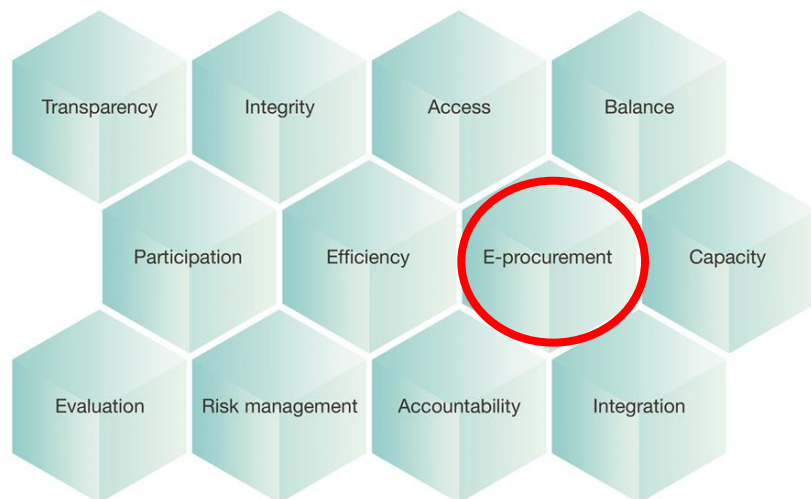 Transparency
Integrity
Access
Balance
Participation
Efficiency
E-procurement
Capacity
Evaluation
Risk management
Accountability
Integration